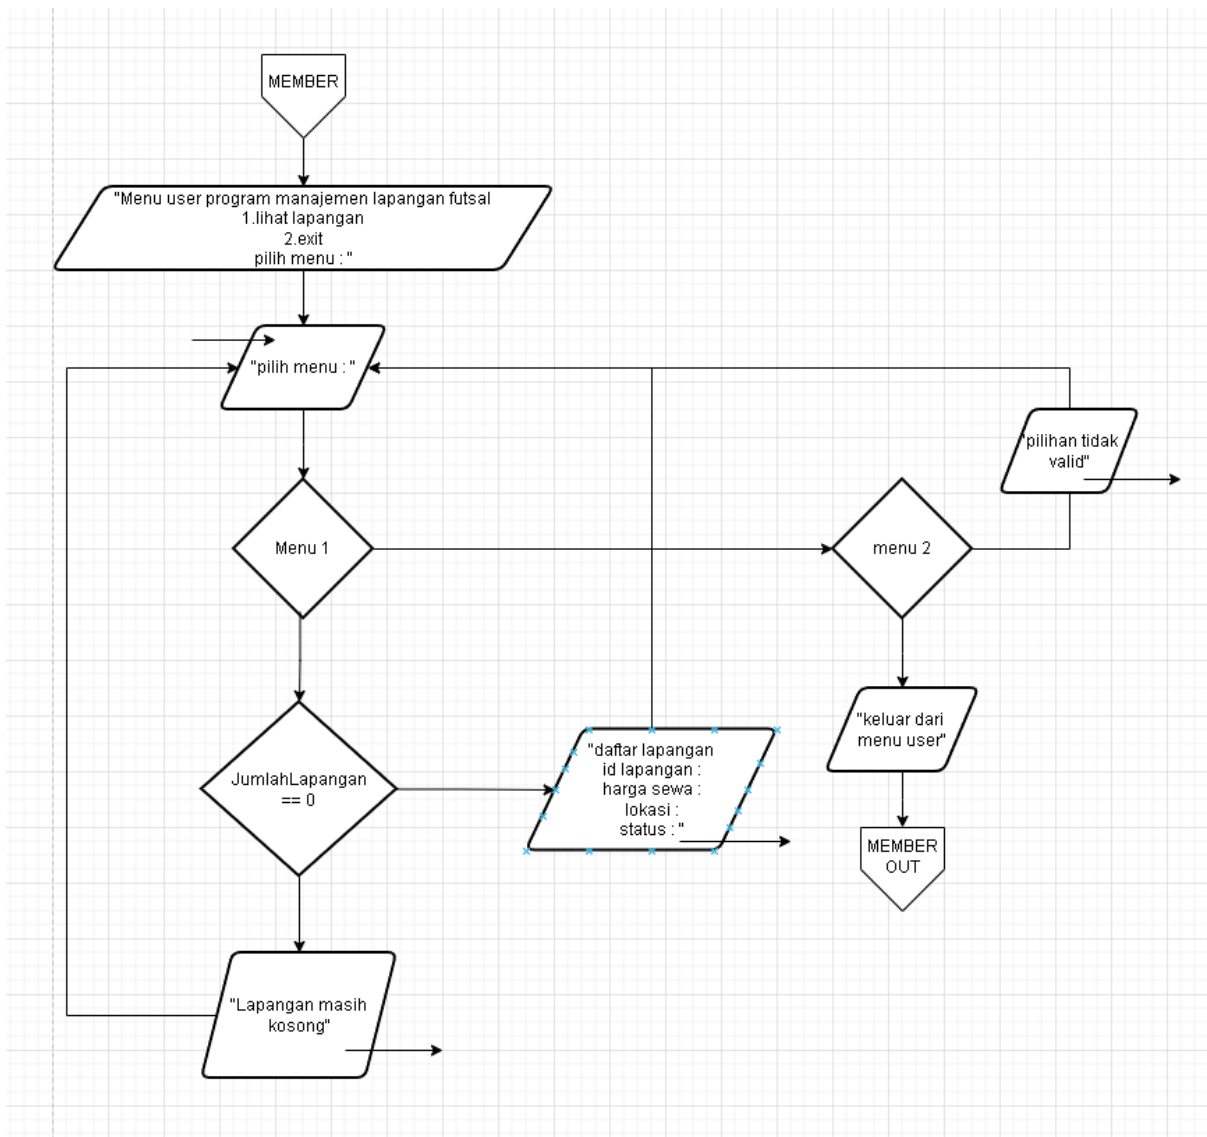 MEMBER
"Menu user program manajemen lapangan futsal
1.lihat lapangan
2.exit
pilih menu : "
"pilih menu : "
"pilihan tidak
valid"
Menu 1
menu 2
"keluar dari
menu user"
JumlahLapangan
== 0
"daftar lapangan
id lapangan :
harga sewa :
lokasi :
status : "
MEMBER
OUT
"Lapangan masih
kosong"